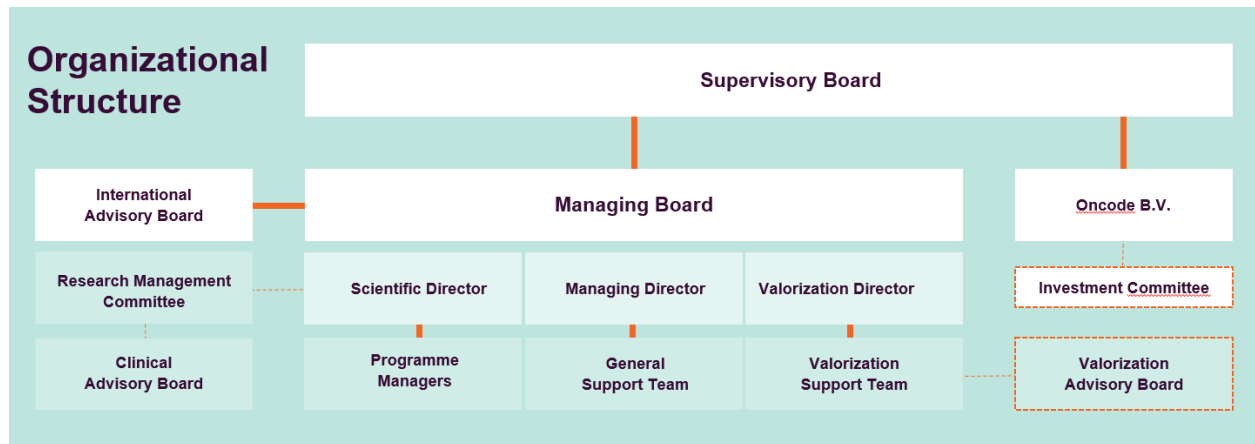 Organizational
Structure
Supervisory Board
International
Advisory Board
Managing Board
Oncode B.V.
Research Management
Committee
Scientific Director
Managing Director
Valorization Director
Investment Committee
Clinical
Advisory Board
Programme
Managers
General
Support Team
Valorization
Support Team
Valorization
Advisory Board